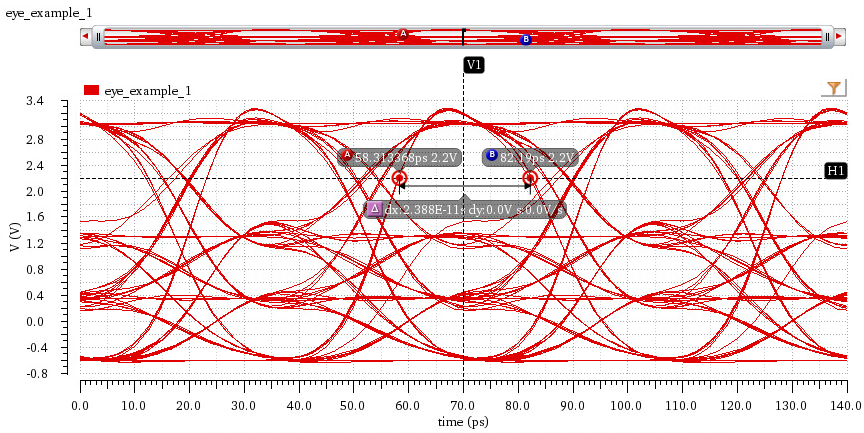 eye_example_1
A
B
V1
eye_example_1
3.4
2.8
2.4
2.0
1.6
1.2
0.8
0.4
0.0
-0.4
-0.8
V (V)
A 58.313368ps 2.2V
B 82.19ps 2.2V
H1
Δ dx:2.388E-11s dy:0.0V s:0.0V/s
0.0 10.0 20.0 30.0 40.0 50.0 60.0 70.0 80.0 90.0 100.0 110.0 120.0 130.0 140.0
time (ps)